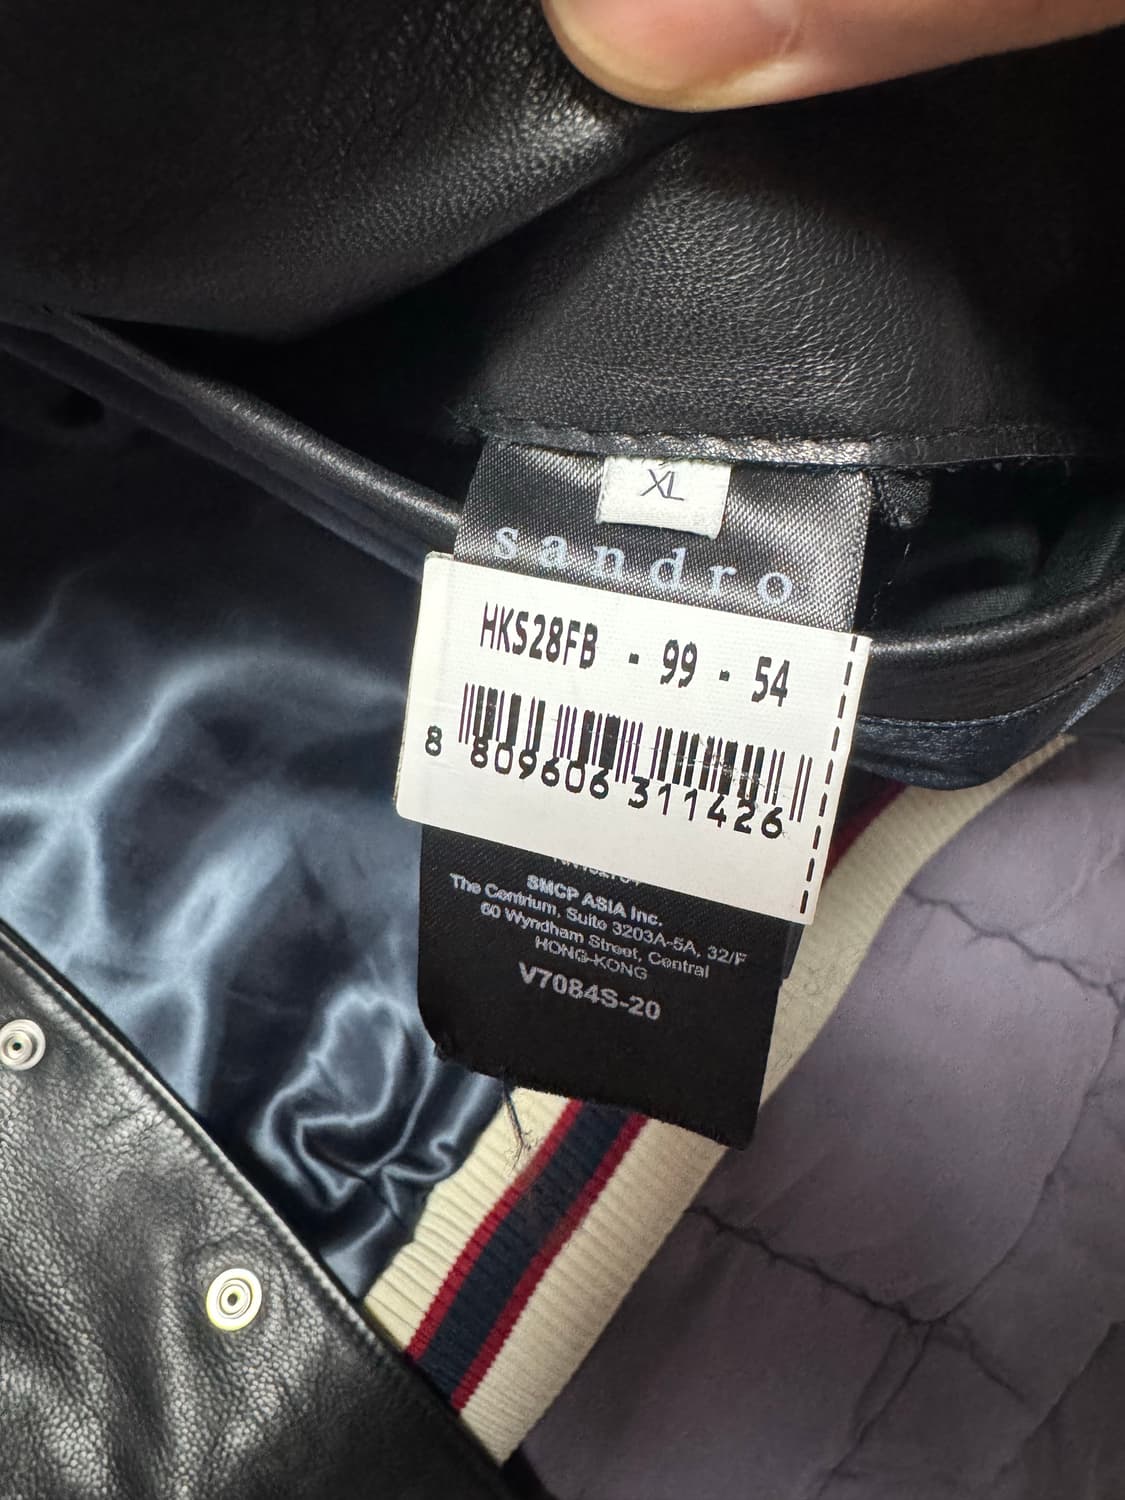 XL
sandro
HKS28FB - 99 - 54
8 809606 311426
SMCP ASIA Inc.
The Centrium, Suite 3203A-5A, 32/F
60 Wyndham Street, Central
HONG-KONG
V7084S-20